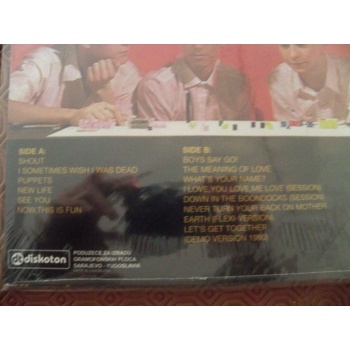 SIDE A:
SHOUT
I SOMETIMES WISH I WAS DEAD
PUPPETS
NEW LIFE
SEE YOU
NOW,THIS IS FUN
SIDE B:
BOYS SAY GO!
THE MEANING OF LOVE
WHAT'S YOUR NAME?
I LOVE,YOU LOVE,ME LOVE (SESSION)
DOWN IN THE BOONDOCKS (SESSION)
NEVER TURN YOUR BACK ON MOTHER
EARTH (FLEXI-VERSION)
LET'S GET TOGETHER
(DEMO VERSION 1980)
diskoton
PODUZEĆE ZA IZRADU
GRAMOFONSKIH PLOČA
SARAJEVO - YUGOSLAVIA